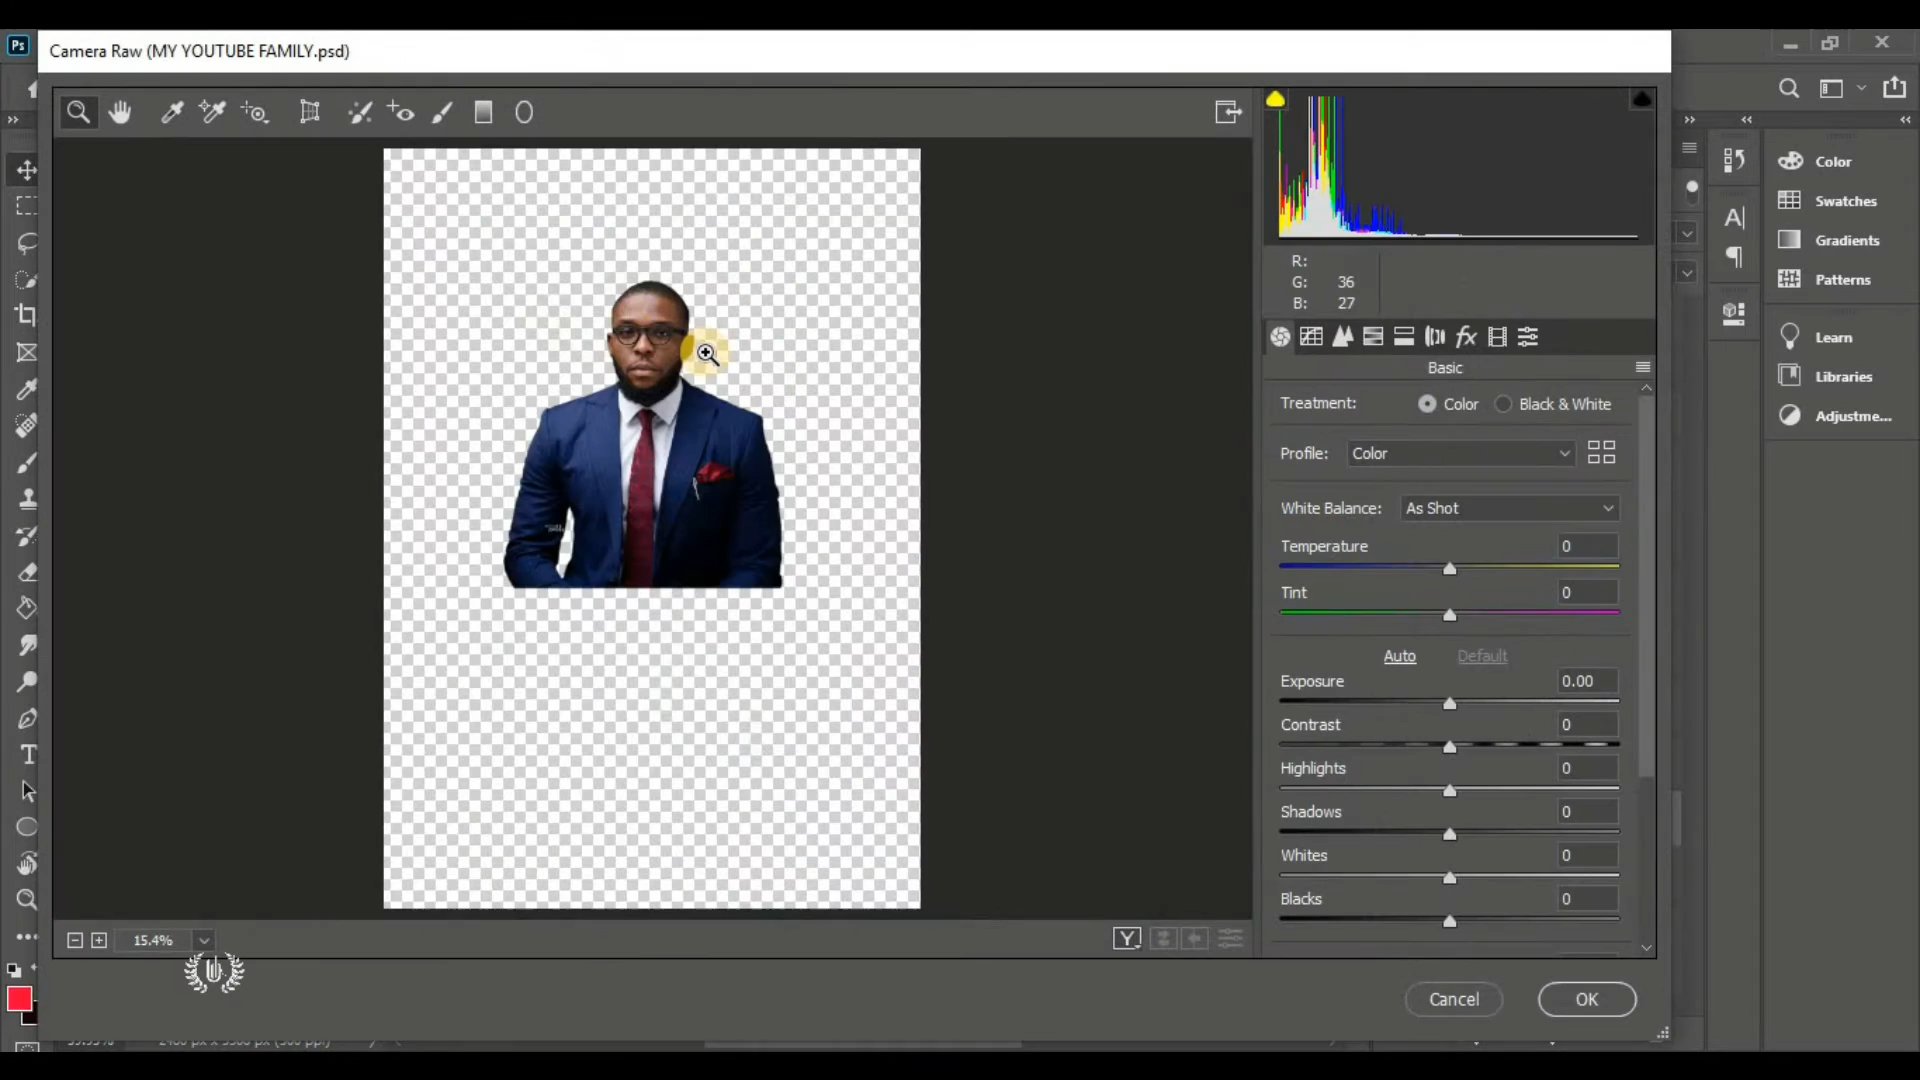 Ps
Camera Raw (MY YOUTUBE FAMILY.psd)
R:
G: 36
B: 27
Basic
Treatment: Color Black & White
Profile: Color
White Balance: As Shot
Temperature 0
Tint 0
Auto Default
Exposure 0.00
Contrast 0
Highlights 0
Shadows 0
Whites 0
Blacks 0
15.4%
Y
Cancel OK
Color
Swatches
Gradients
Patterns
Learn
Libraries
Adjustme...